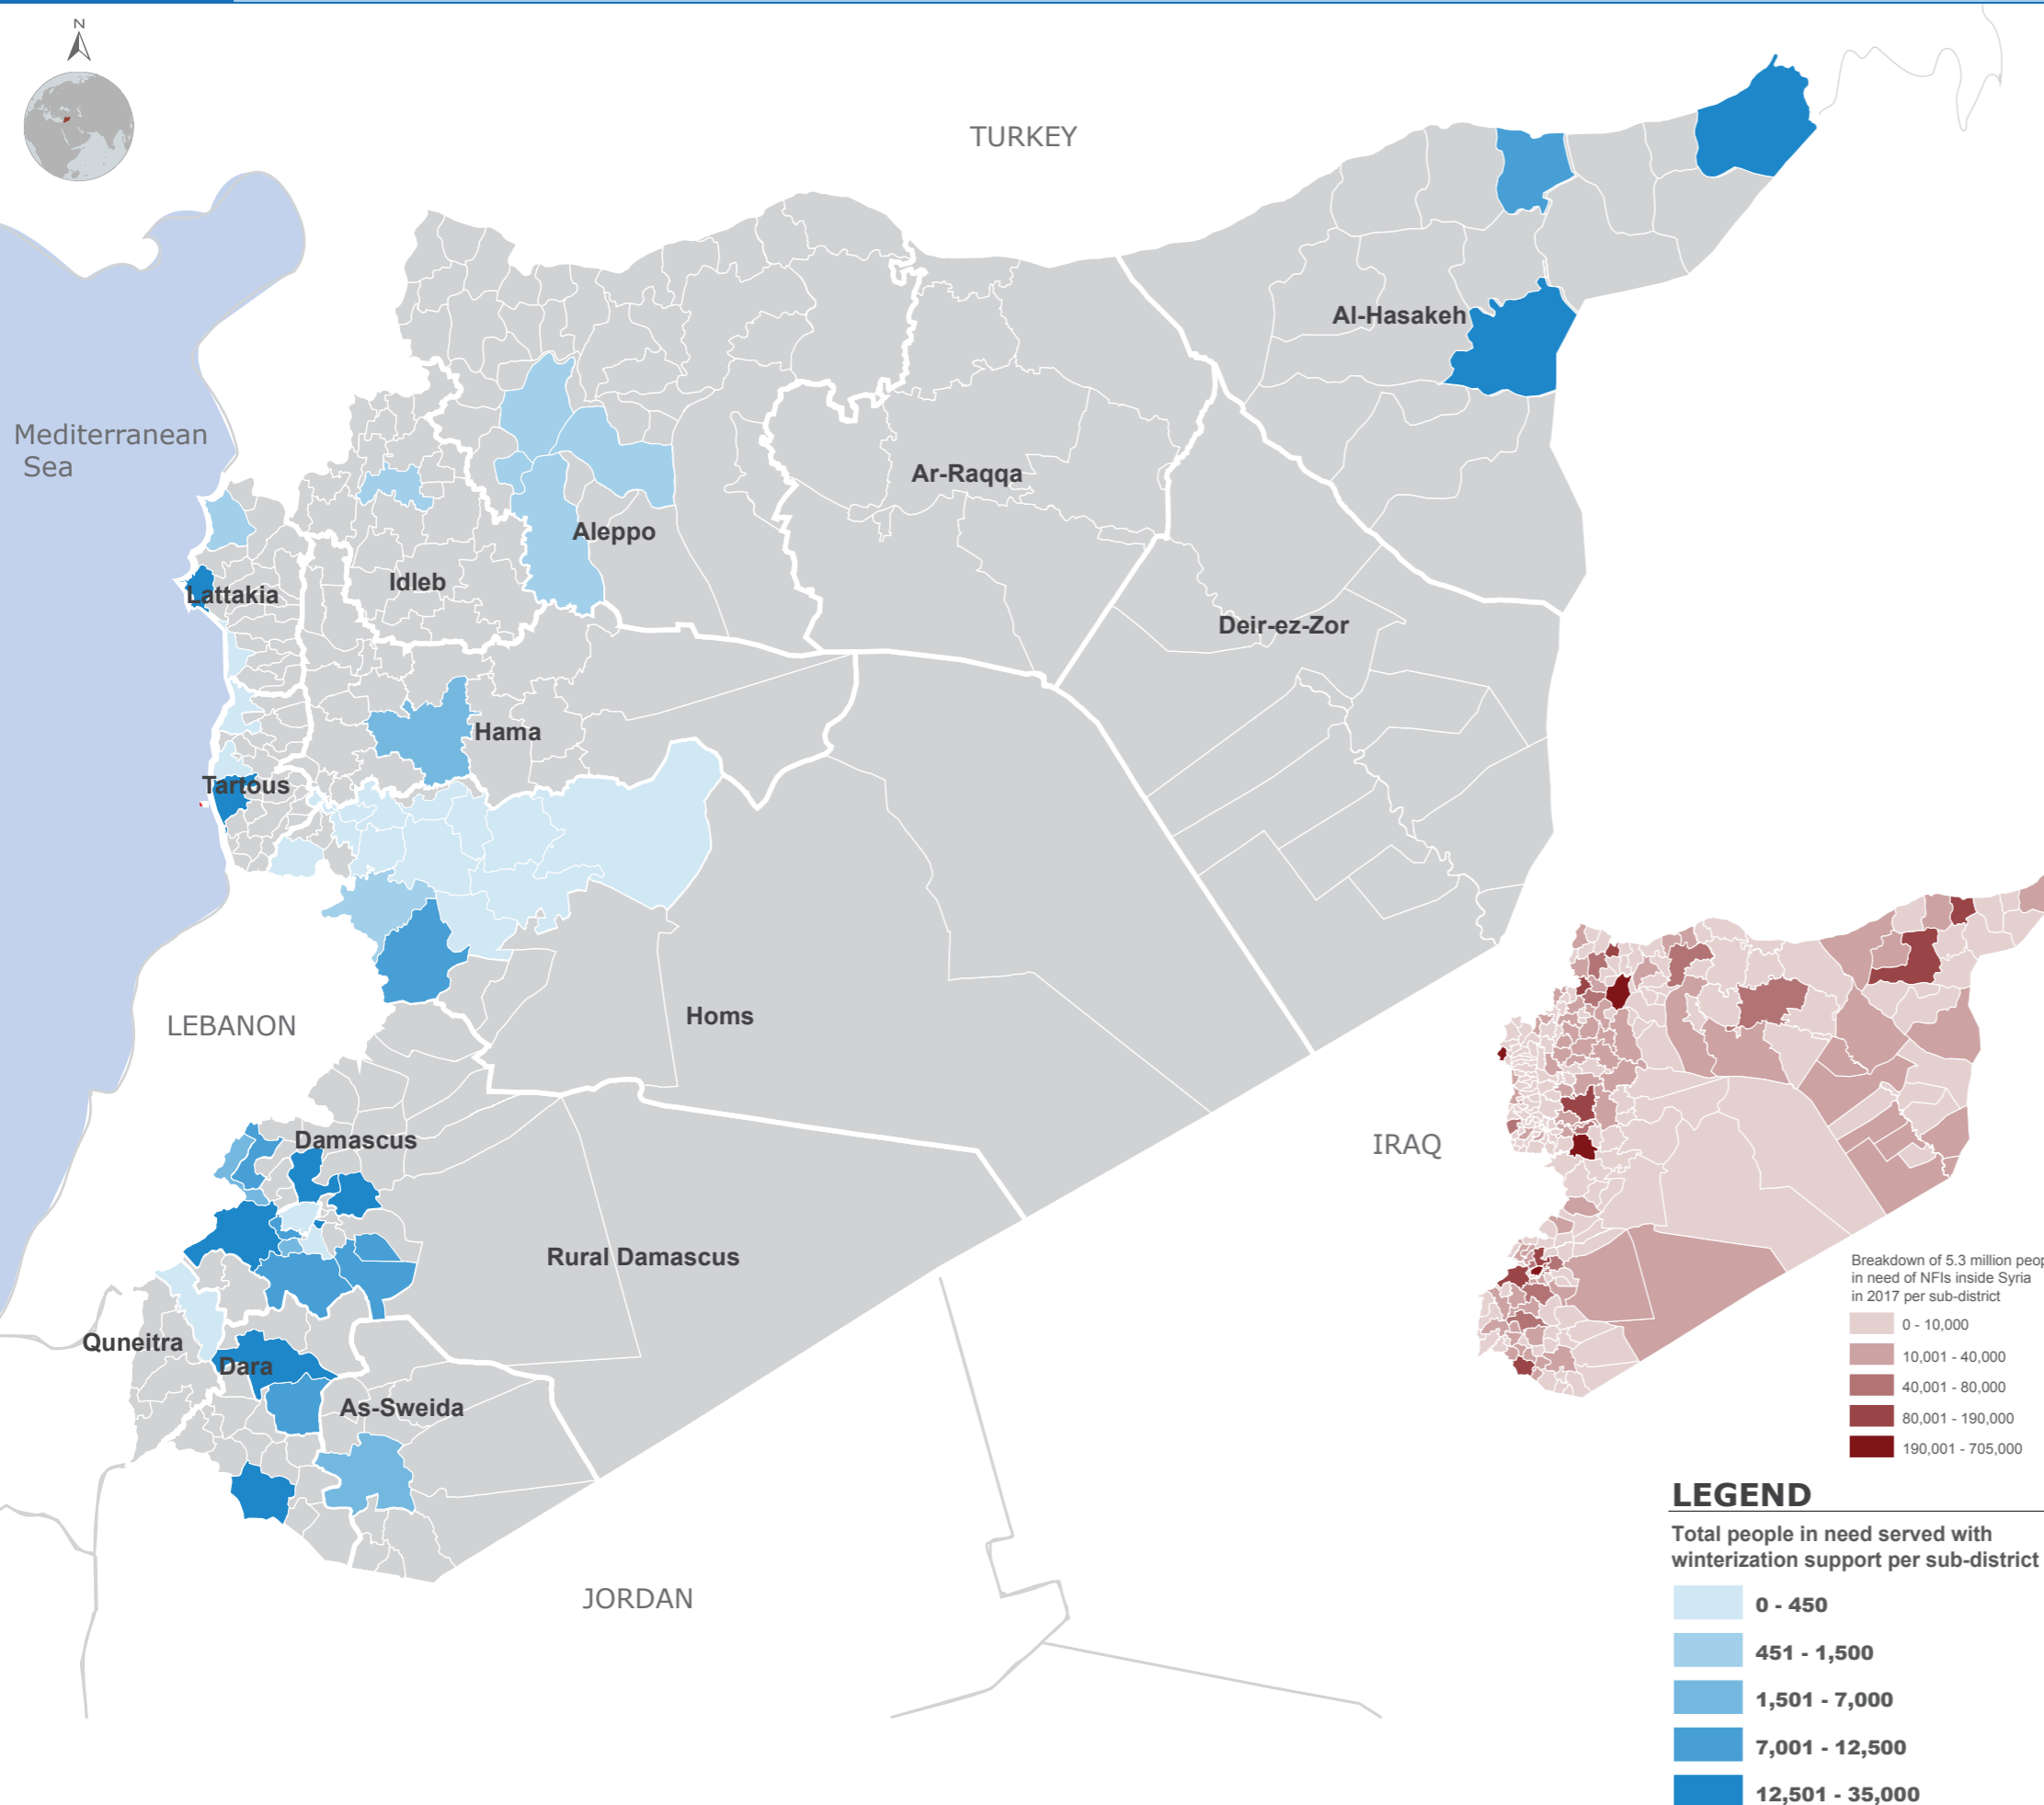 N
TURKEY
Al-Hasakeh
Mediterranean
Sea
Ar-Raqqa
Aleppo
Idleb
Lattakia
Deir-ez-Zor
Hama
Tartous
LEBANON
Homs
Damascus
IRAQ
Rural Damascus
Quneitra
Dara
As-Sweida
JORDAN
Breakdown of 5.3 million
in need of NFIs inside Syria
in 2017 per sub-district
0 - 10,000
10,001 - 40,000
40,001 - 80,000
80,001 - 190,000
190,001 - 705,000
LEGEND
Total people in need served with
winterization support per sub-district
0 - 450
451 - 1,500
1,501 - 7,000
7,001 - 12,500
12,501 - 35,000